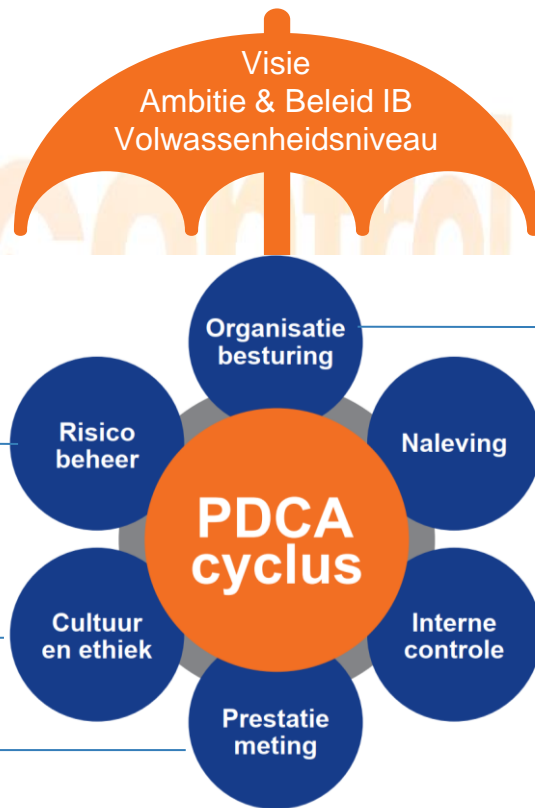 Visie
Ambitie & Beleid IB
Volwassenheidsniveau
control
Organisatie
besturing
Risico
beheer
Naleving
PDCA
cyclus
Cultuur
en ethiek
Interne
controle
Prestatie
meting